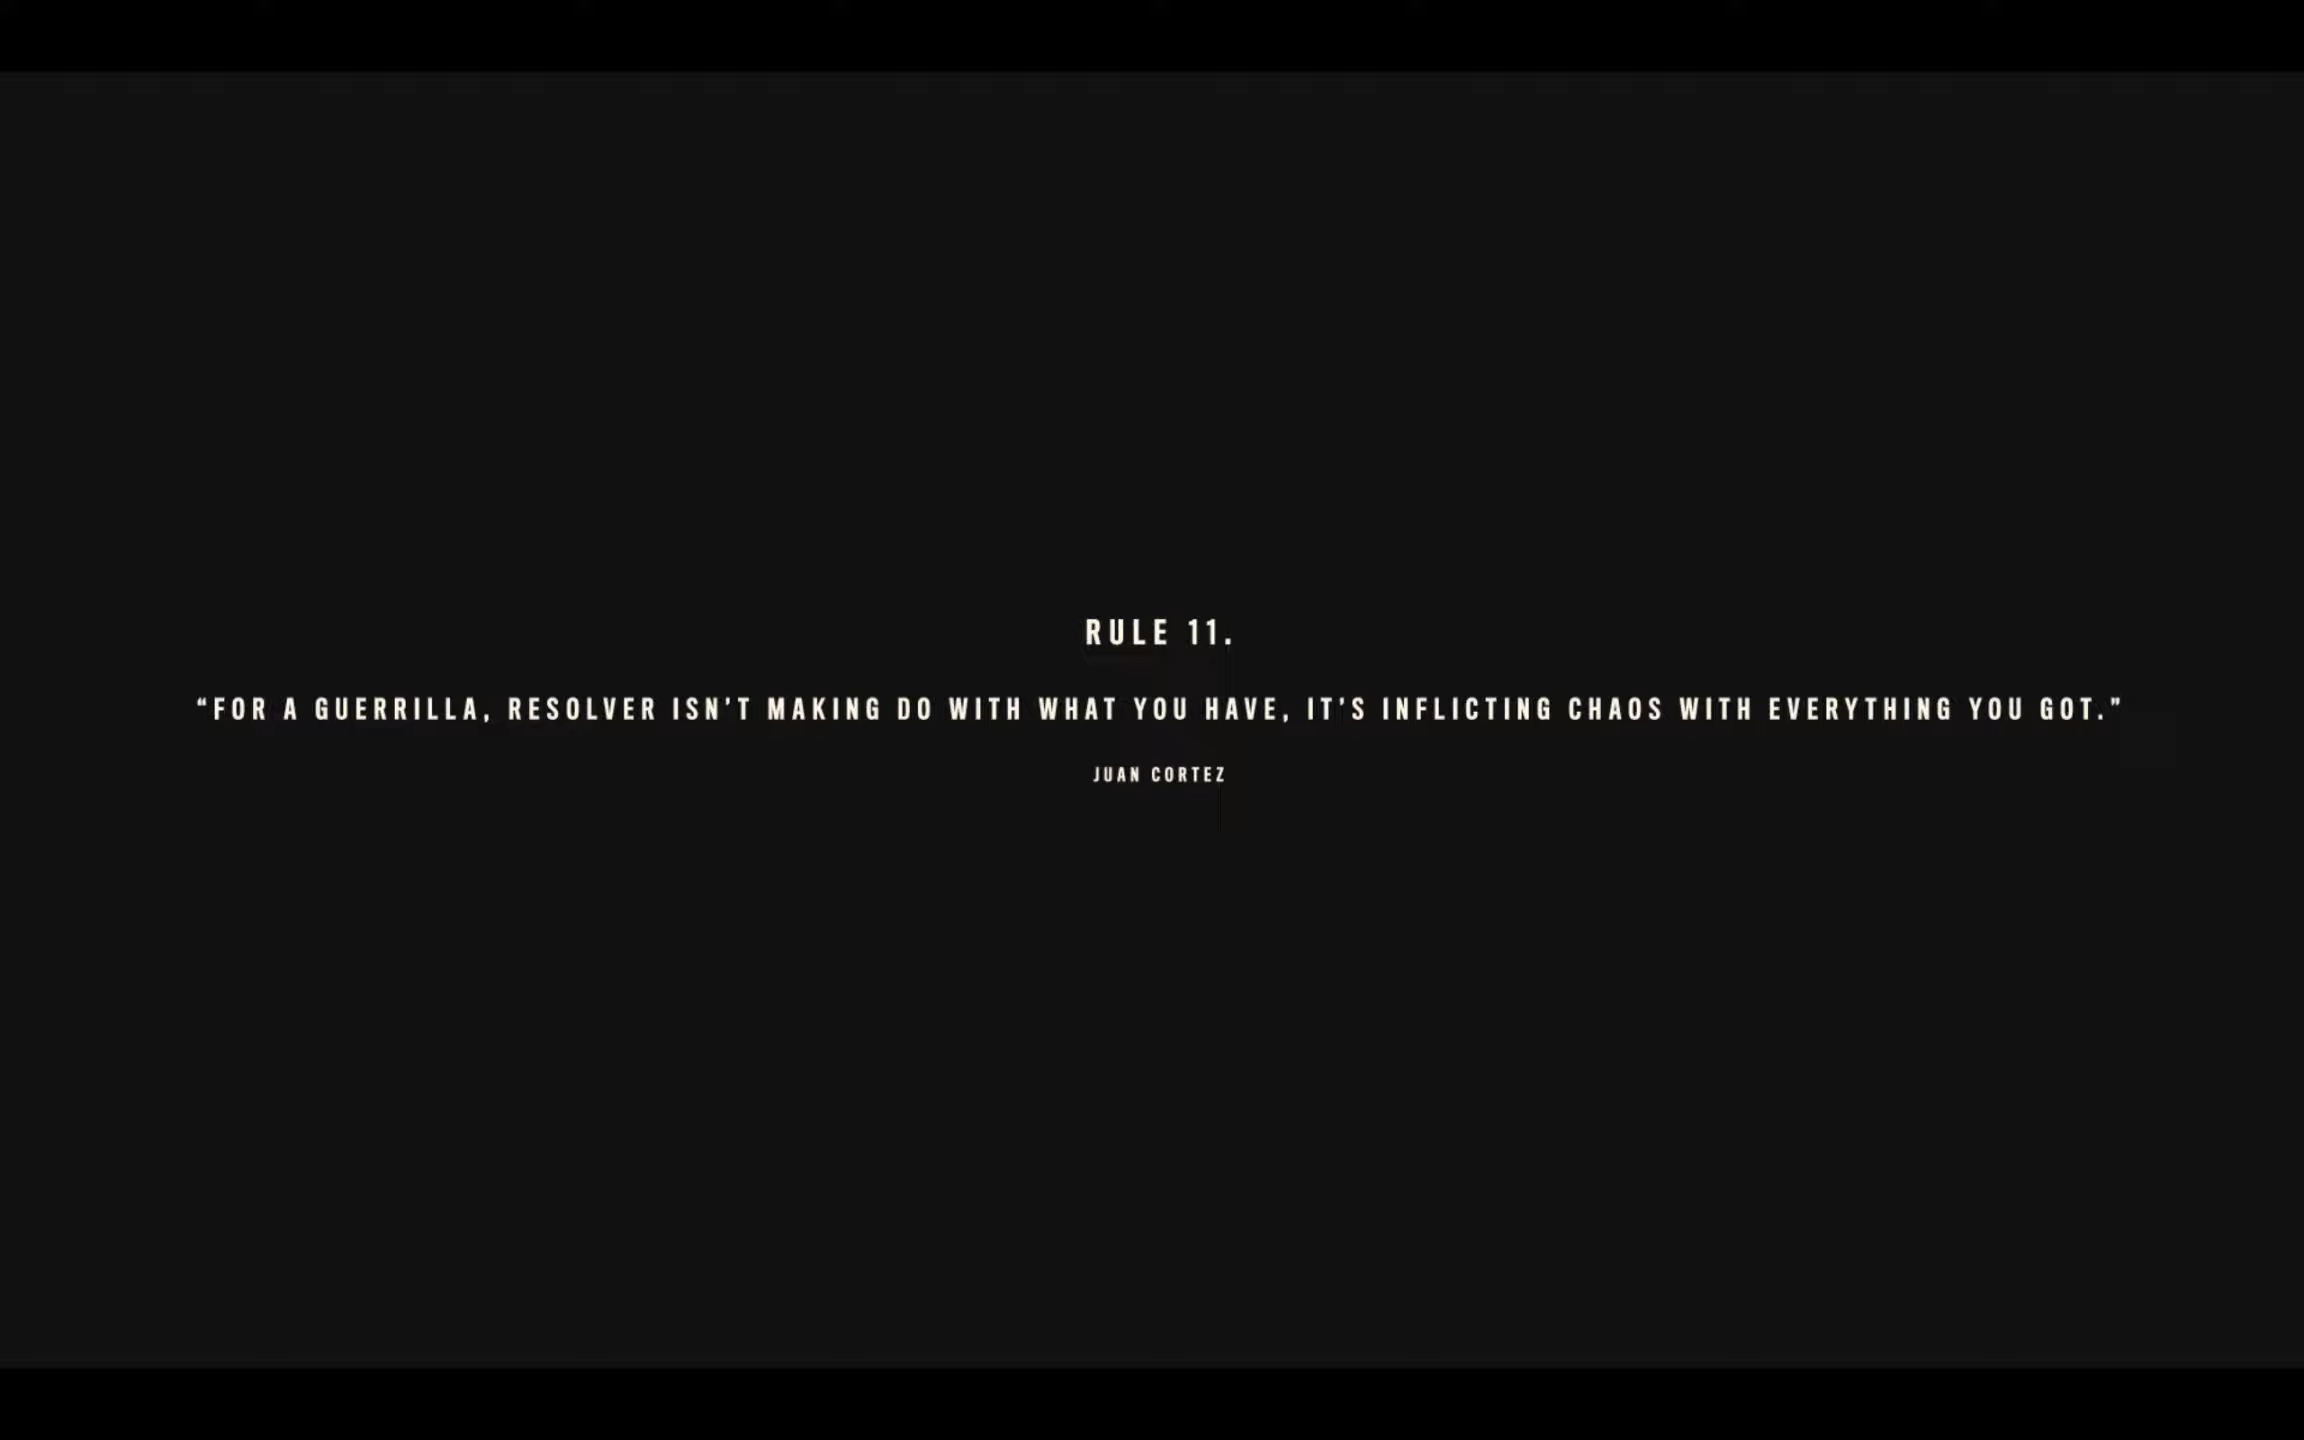 RULE 11.
“FOR A GUERRILLA, RESOLVER ISN’T MAKING DO WITH WHAT YOU HAVE, IT’S INFLICTING CHAOS WITH EVERYTHING YOU GOT.”
JUAN CORTEZ